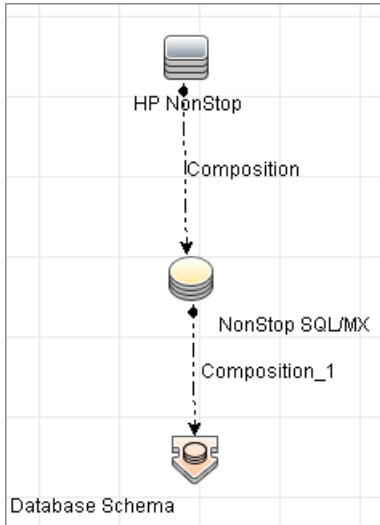 HP NonStop
Composition
NonStop SQL/MX
Composition_1
Database Schema